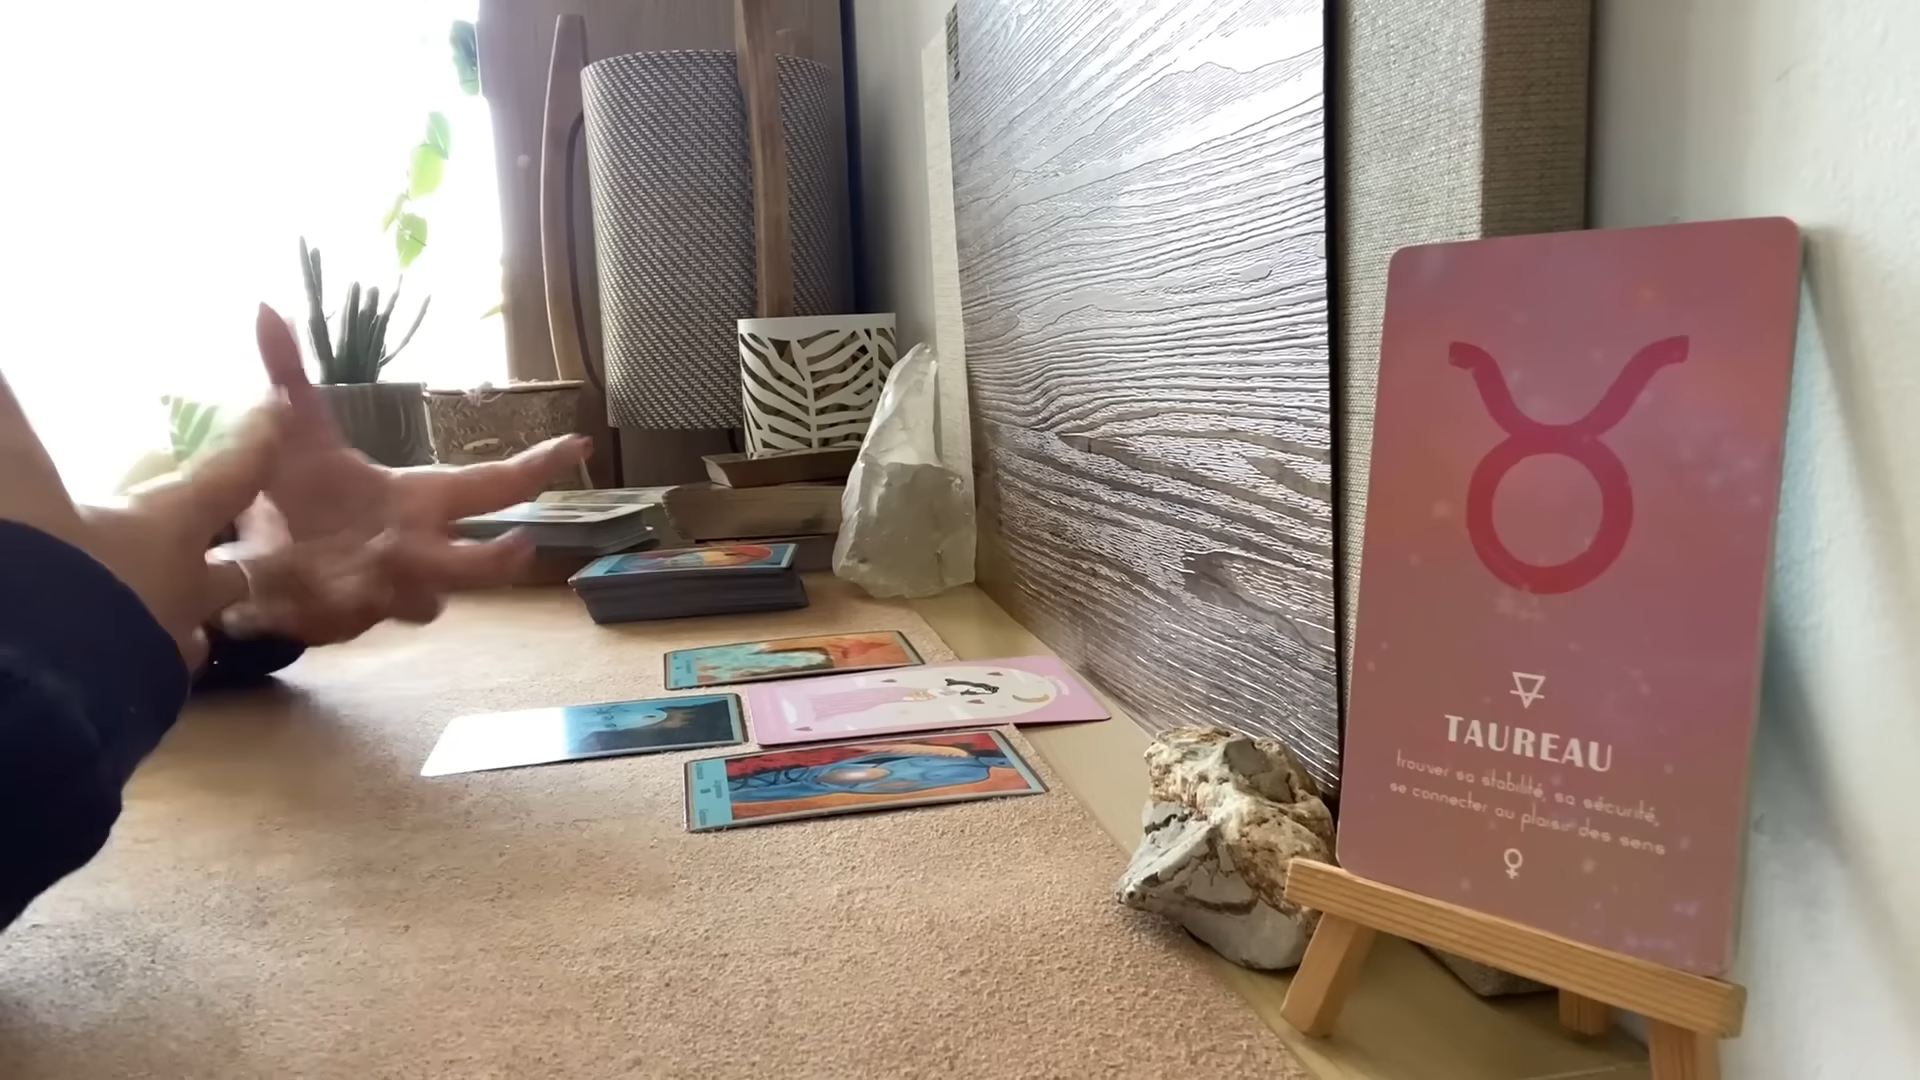 TAUREAU
trouver sa stabilité, sa sécurité,
se connecter au plaisir des sens